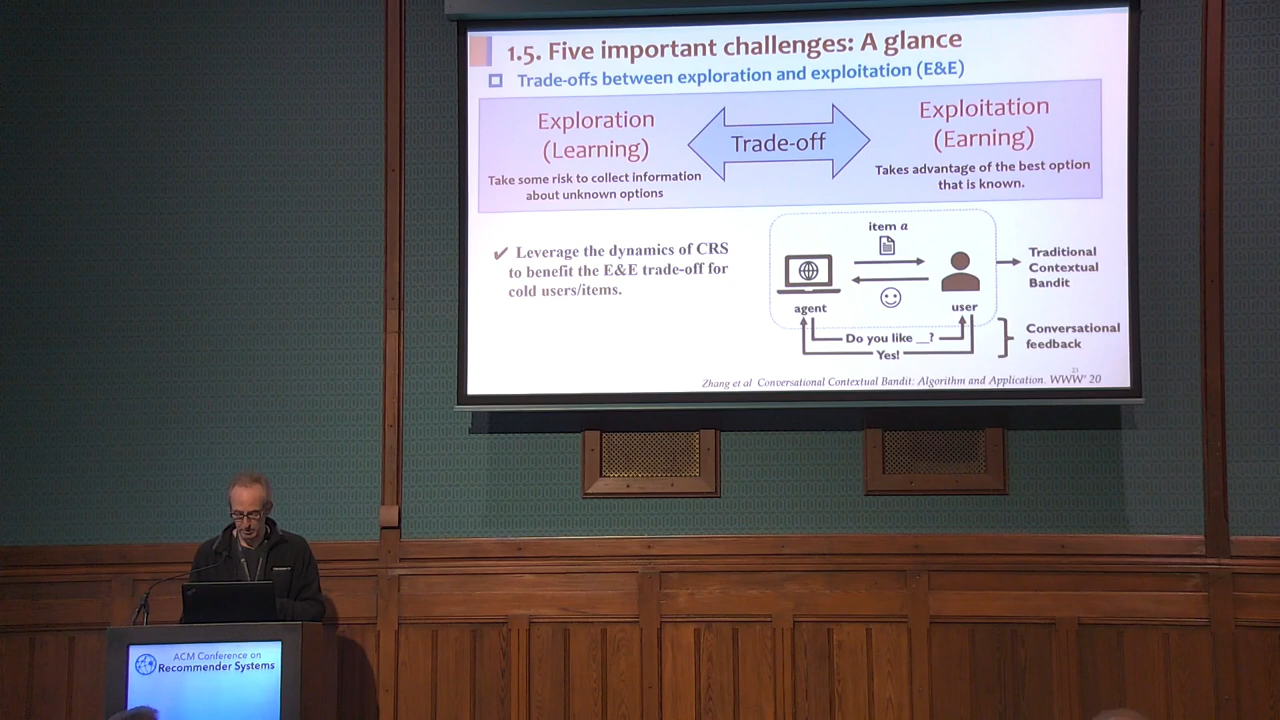 1.5. Five important challenges: A glance
Trade-offs between exploration and exploitation (E&E)
Exploration
(Learning)
Take some risk to collect information
about unknown options
Trade-off
Exploitation
(Earning)
Takes advantage of the best option
that is known.
✔ Leverage the dynamics of CRS
to benefit the E&E trade-off for
cold users/items.
item a
agent
user
Do you like __?
Yes!
Traditional
Contextual
Bandit
Conversational
feedback
Zhang et al Conversational Contextual Bandit: Algorithm and Application. WWW' 20
ACM Conference on
Recommender Systems